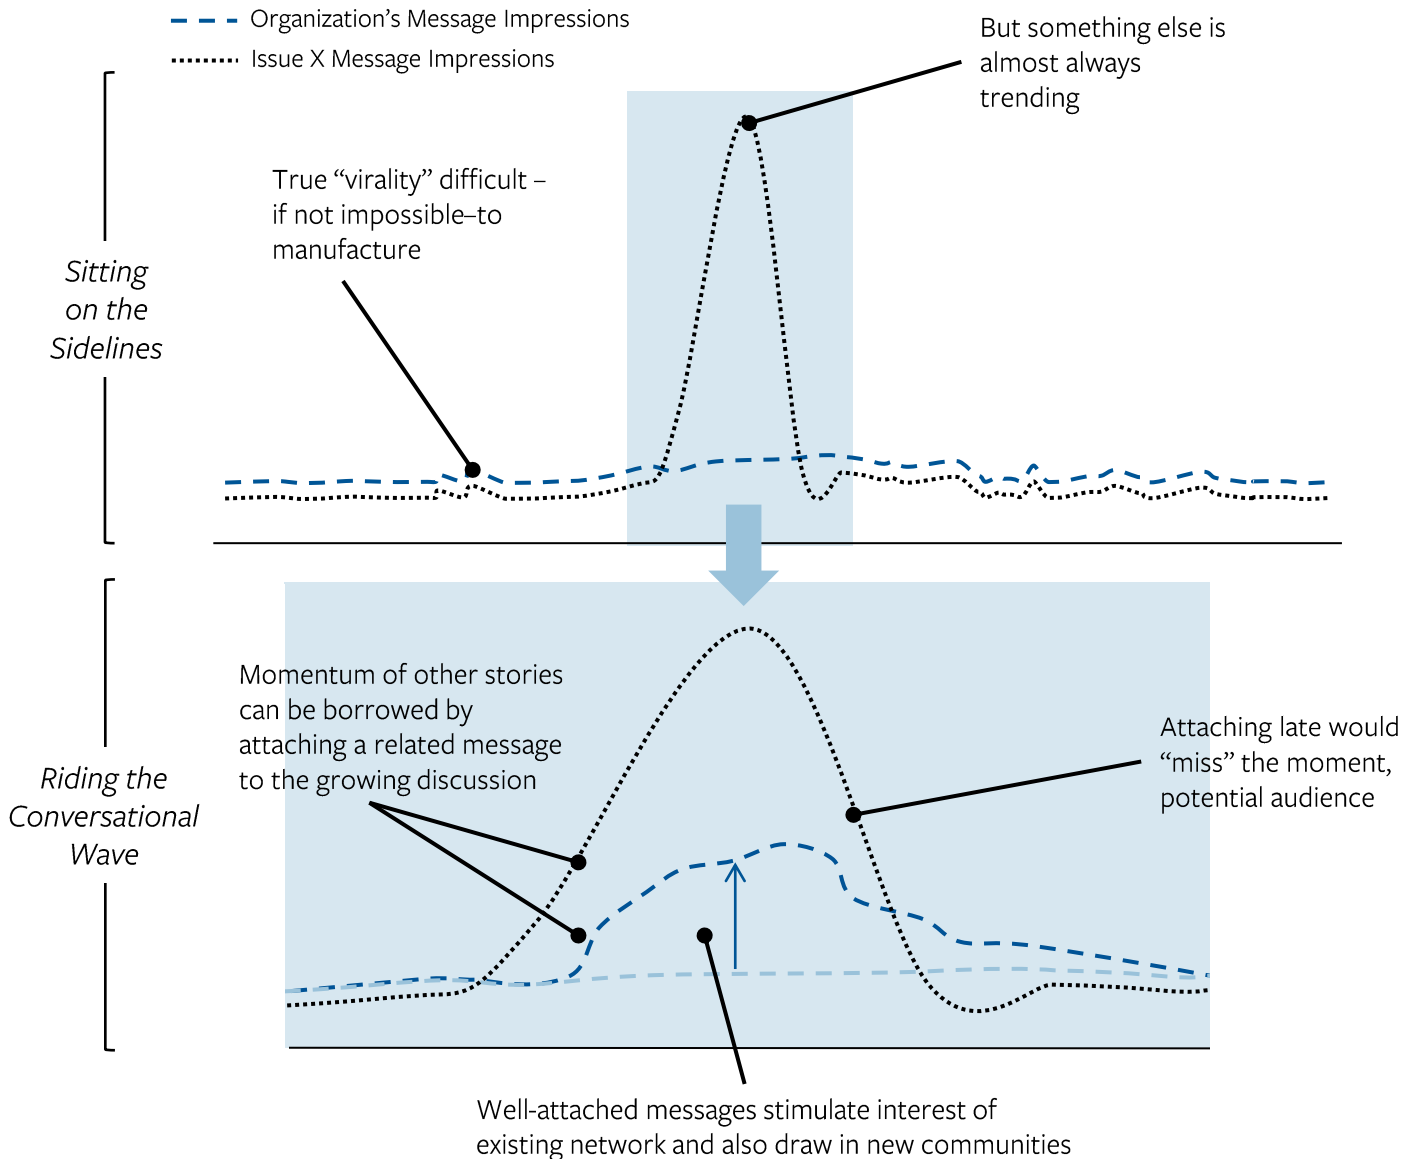 Organization’s Message Impressions
Issue X Message Impressions
But something else is
almost always
trending
True “virality” difficult –
if not impossible–to
manufacture
Sitting
on the
Sidelines
Momentum of other stories
can be borrowed by
attaching a related message
to the growing discussion
Attaching late would
“miss” the moment,
potential audience
Riding the
Conversational
Wave
Well-attached messages stimulate interest of
existing network and also draw in new communities